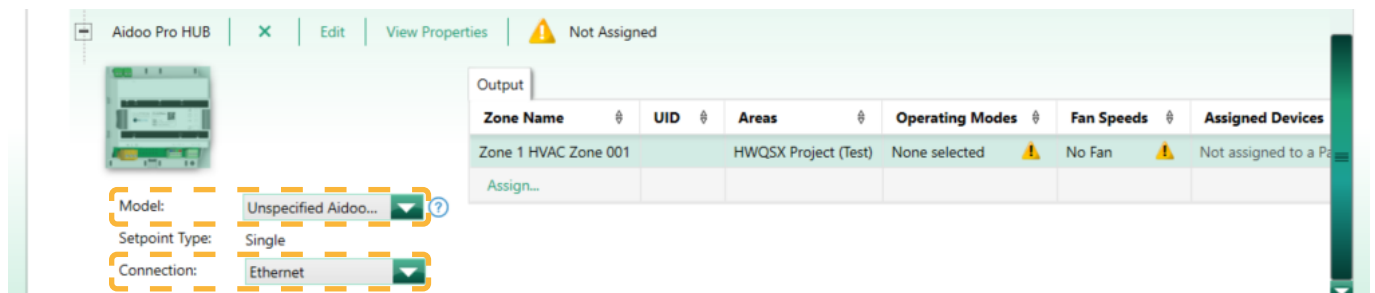 Aidoo Pro HUB Edit View Properties Not Assigned
Output
Zone Name UID Areas Operating Modes Fan Speeds Assigned Devices
Zone 1 HVAC Zone 001 HWQSX Project (Test) None selected No Fan Not assigned to a Pa
Assign...
Model: Unspecified Aidoo... ?
Setpoint Type: Single
Connection: Ethernet